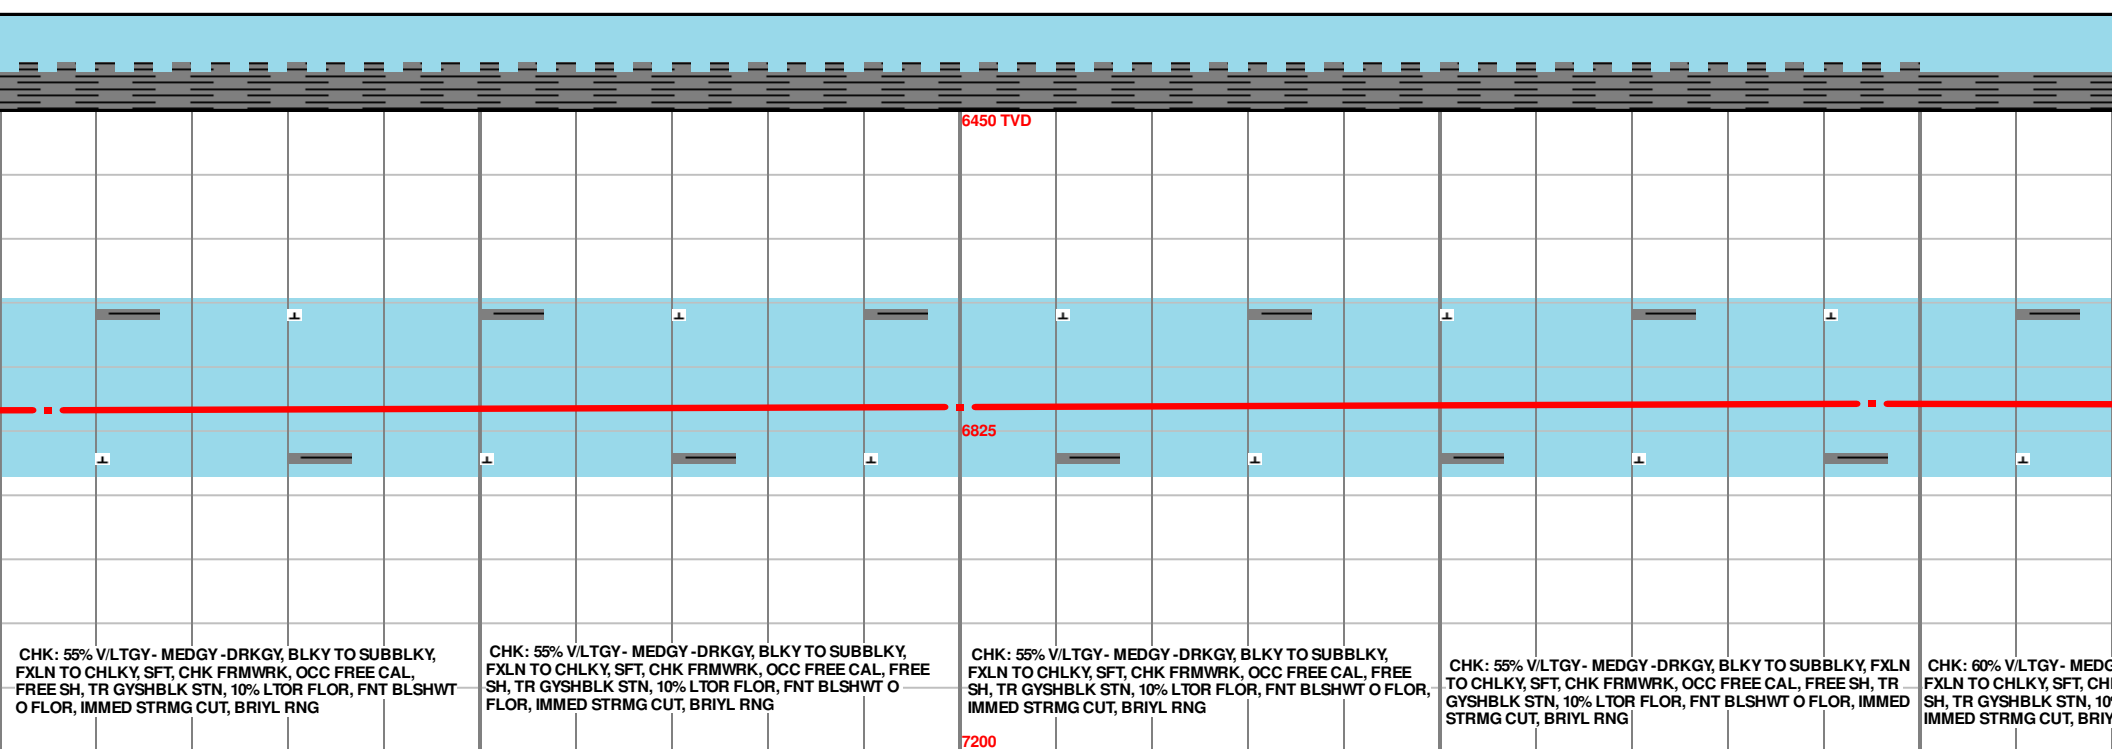 6450 TVD
6825
CHK: 55% V/LTGY- MEDGY -DRKGY, BLKY TO SUBBLKY,
FXLN TO CHLKY, SFT, CHK FRMWRK, OCC FREE CAL,
FREE SH, TR GYSHBLK STN, 10% LTOR FLOR, FNT BLSHWT
O FLOR, IMMED STRMG CUT, BRIYL RNG
CHK: 55% V/LTGY- MEDGY -DRKGY, BLKY TO SUBBLKY,
FXLN TO CHLKY, SFT, CHK FRMWRK, OCC FREE CAL, FREE
SH, TR GYSHBLK STN, 10% LTOR FLOR, FNT BLSHWT O
FLOR, IMMED STRMG CUT, BRIYL RNG
CHK: 55% V/LTGY- MEDGY -DRKGY, BLKY TO SUBBLKY,
FXLN TO CHLKY, SFT, CHK FRMWRK, OCC FREE CAL, FREE
SH, TR GYSHBLK STN, 10% LTOR FLOR, FNT BLSHWT O FLOR,
IMMED STRMG CUT, BRIYL RNG
CHK: 55% V/LTGY- MEDGY -DRKGY, BLKY TO SUBBLKY, FXLN
TO CHLKY, SFT, CHK FRMWRK, OCC FREE CAL, FREE SH, TR
GYSHBLK STN, 10% LTOR FLOR, FNT BLSHWT O FLOR, IMMED
STRMG CUT, BRIYL RNG
CHK: 60% V/LTGY- MEDG
FXLN TO CHLKY, SFT, CH
SH, TR GYSHBLK STN, 10
IMMED STRMG CUT, BRIY
7200